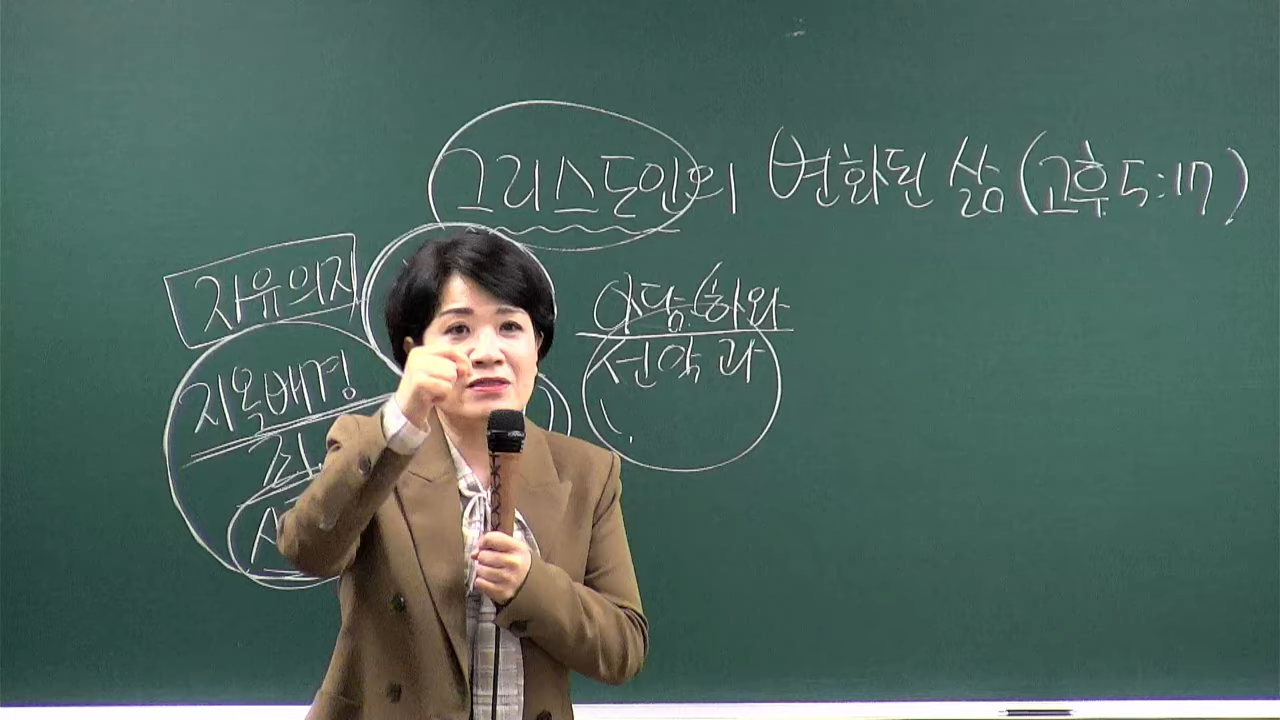 그리스도인의 변화된 삶 (고후 5:17)
자유의지
아담, 하와
선악과
지옥배경
죄